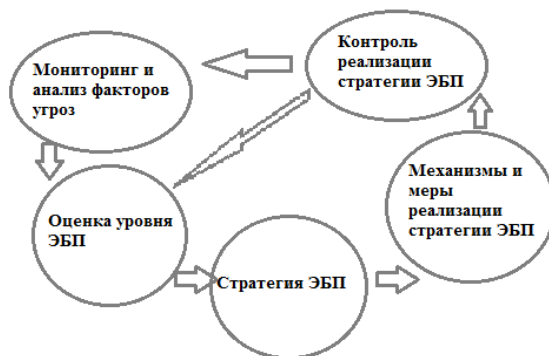 Мониторинг и
анализ факторов
угроз
Контроль
реализации
стратегии ЭБП
Оценка уровня
ЭБП
Стратегия ЭБП
Механизмы и
меры
реализации
стратегии ЭБП